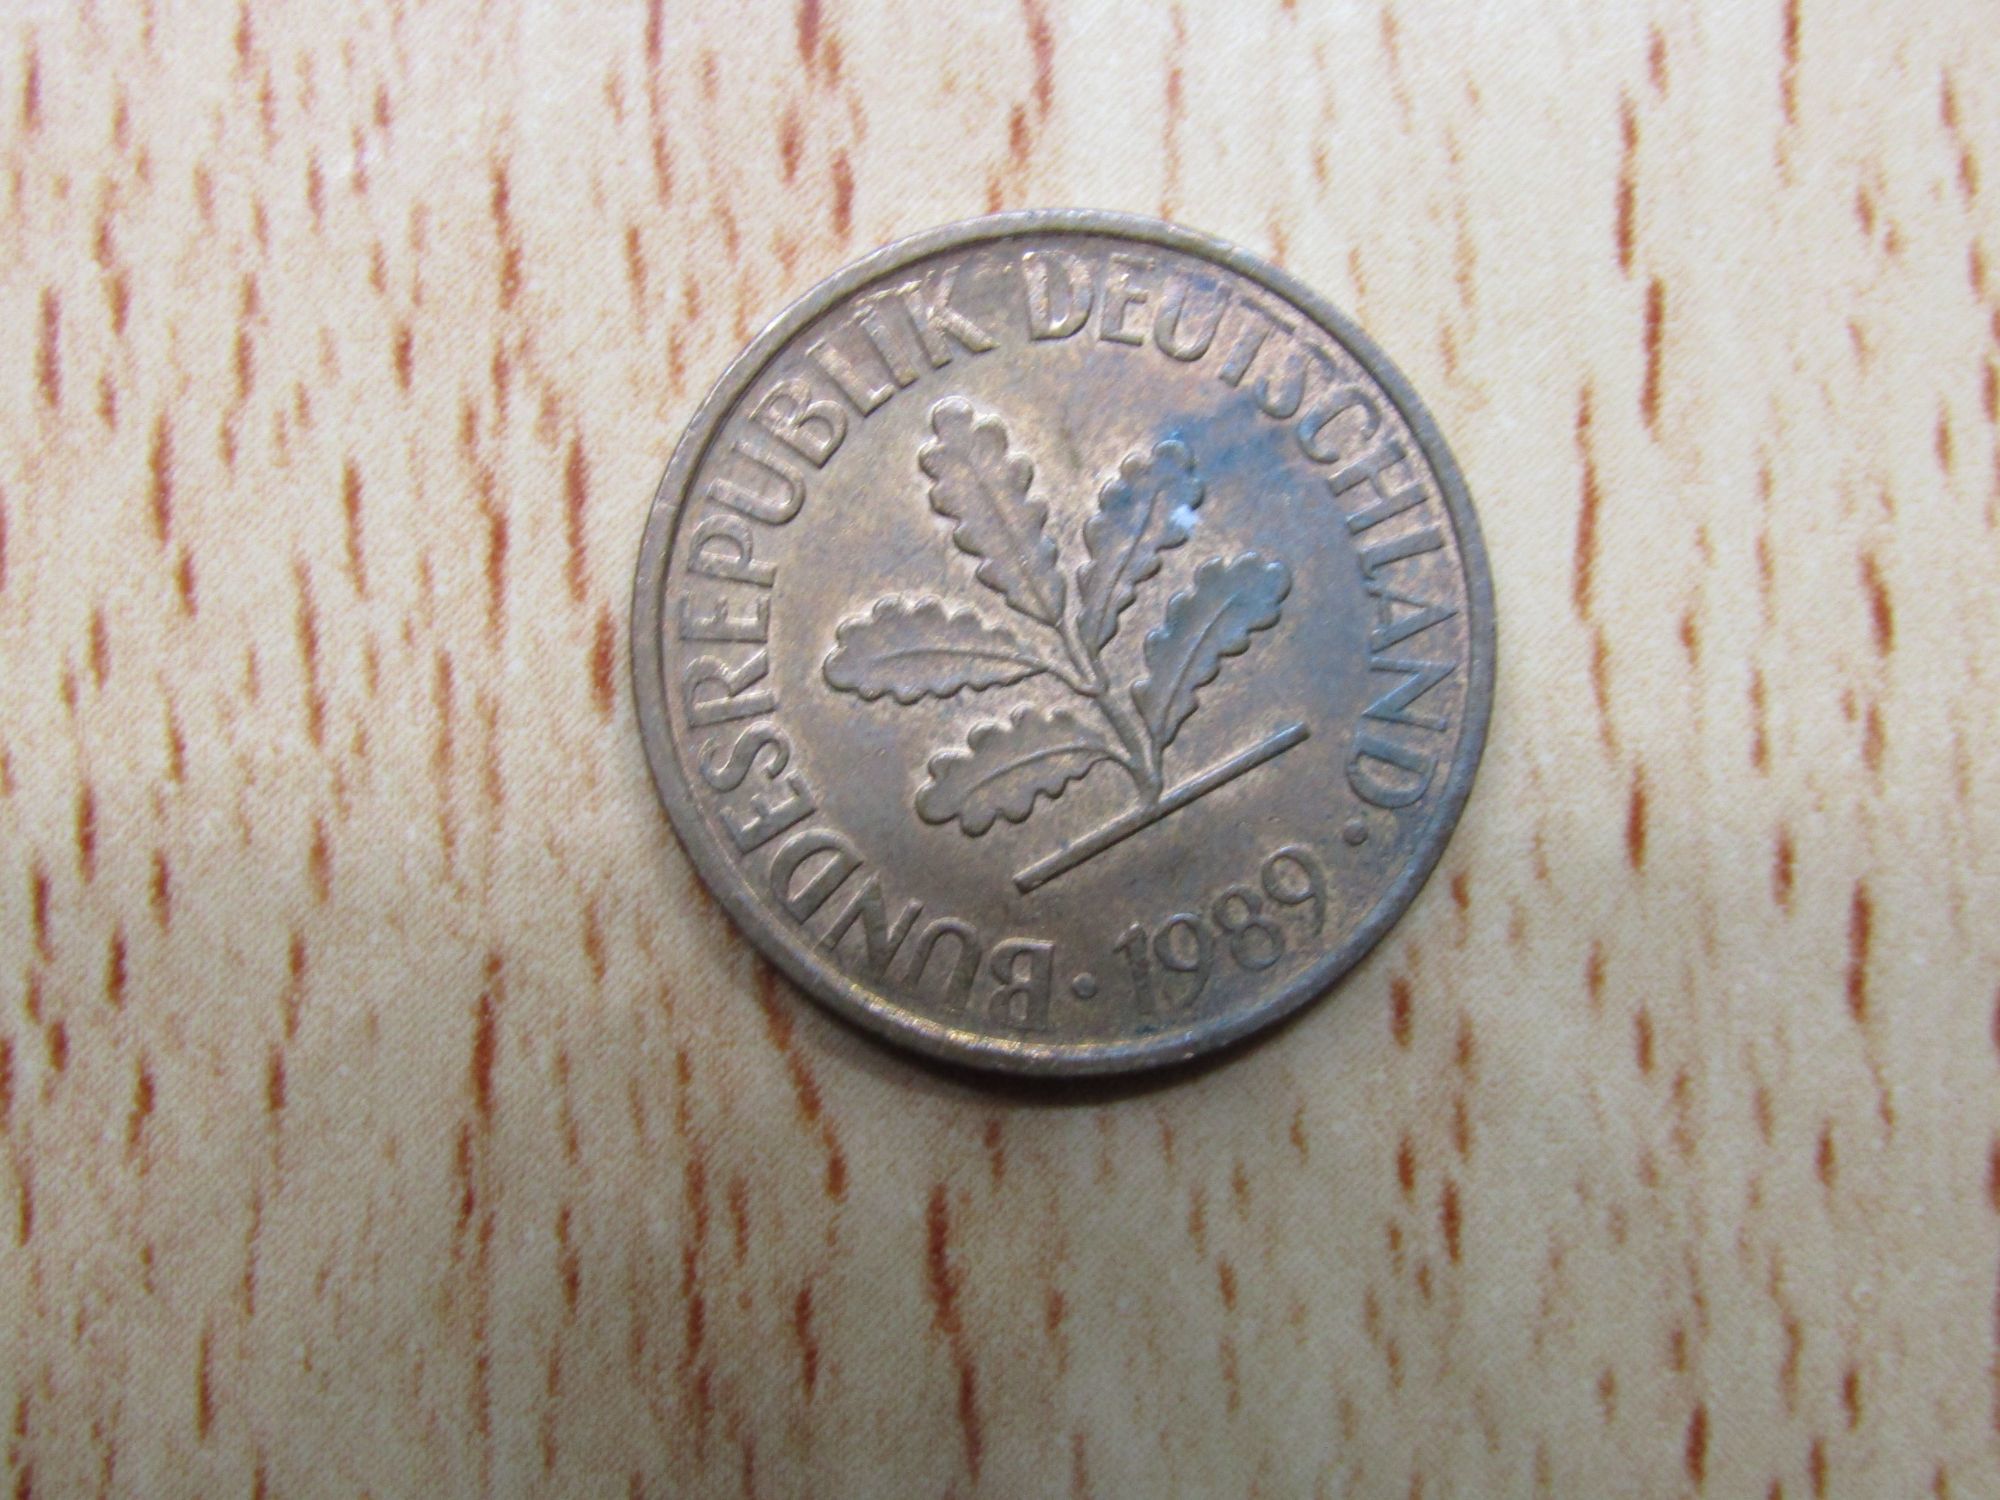 BUNDESREPUBLIK DEUTSCHLAND
· 1989 ·